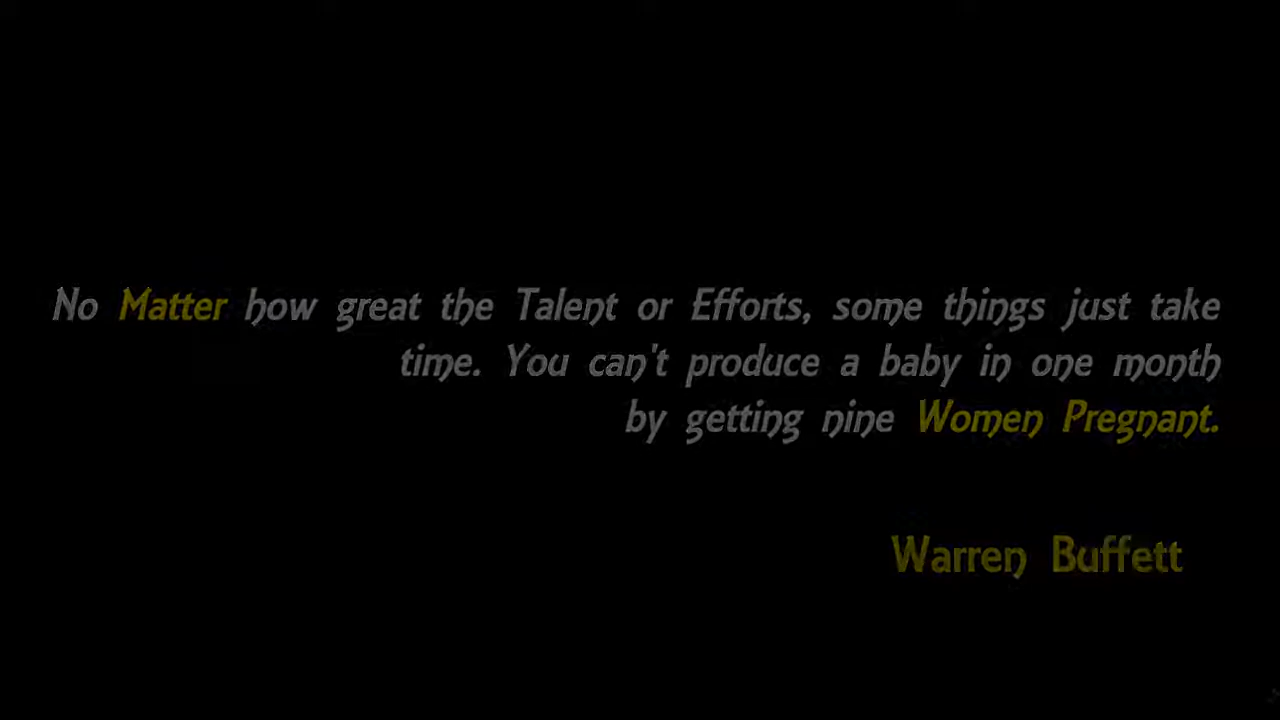 No Matter how great the Talent or Efforts, some things just take
time. You can't produce a baby in one month
by getting nine Women Pregnant.
Warren Buffett